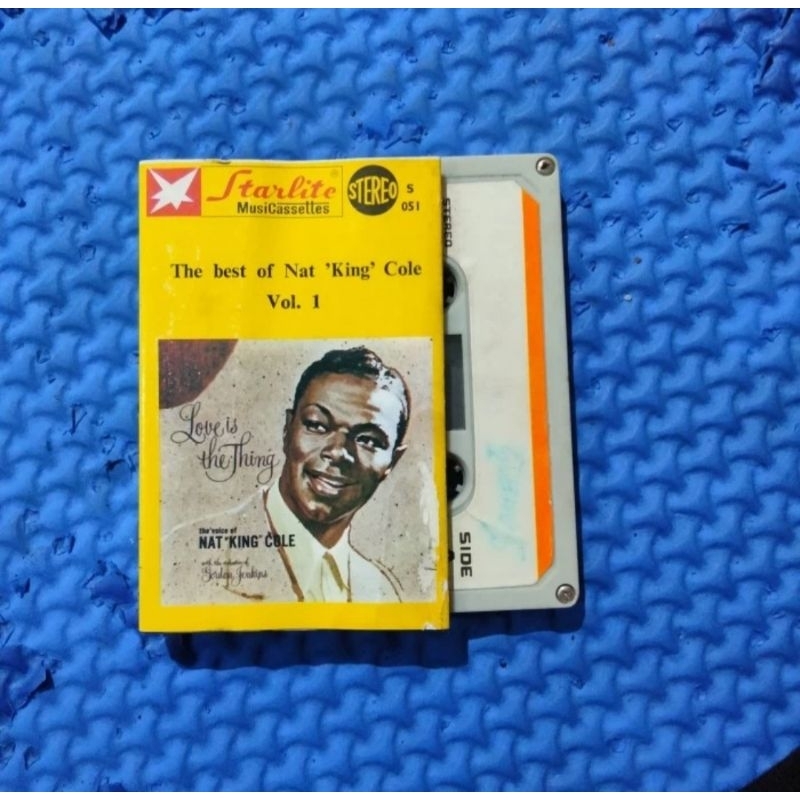 Starlite
MusiCassettes
STEREO
S
051
The best of Nat 'King' Cole
Vol. 1
Love is
the Thing
the voice of
NAT "KING" COLE
with the orchestra of
Gordon Jenkins
STEREO
SIDE